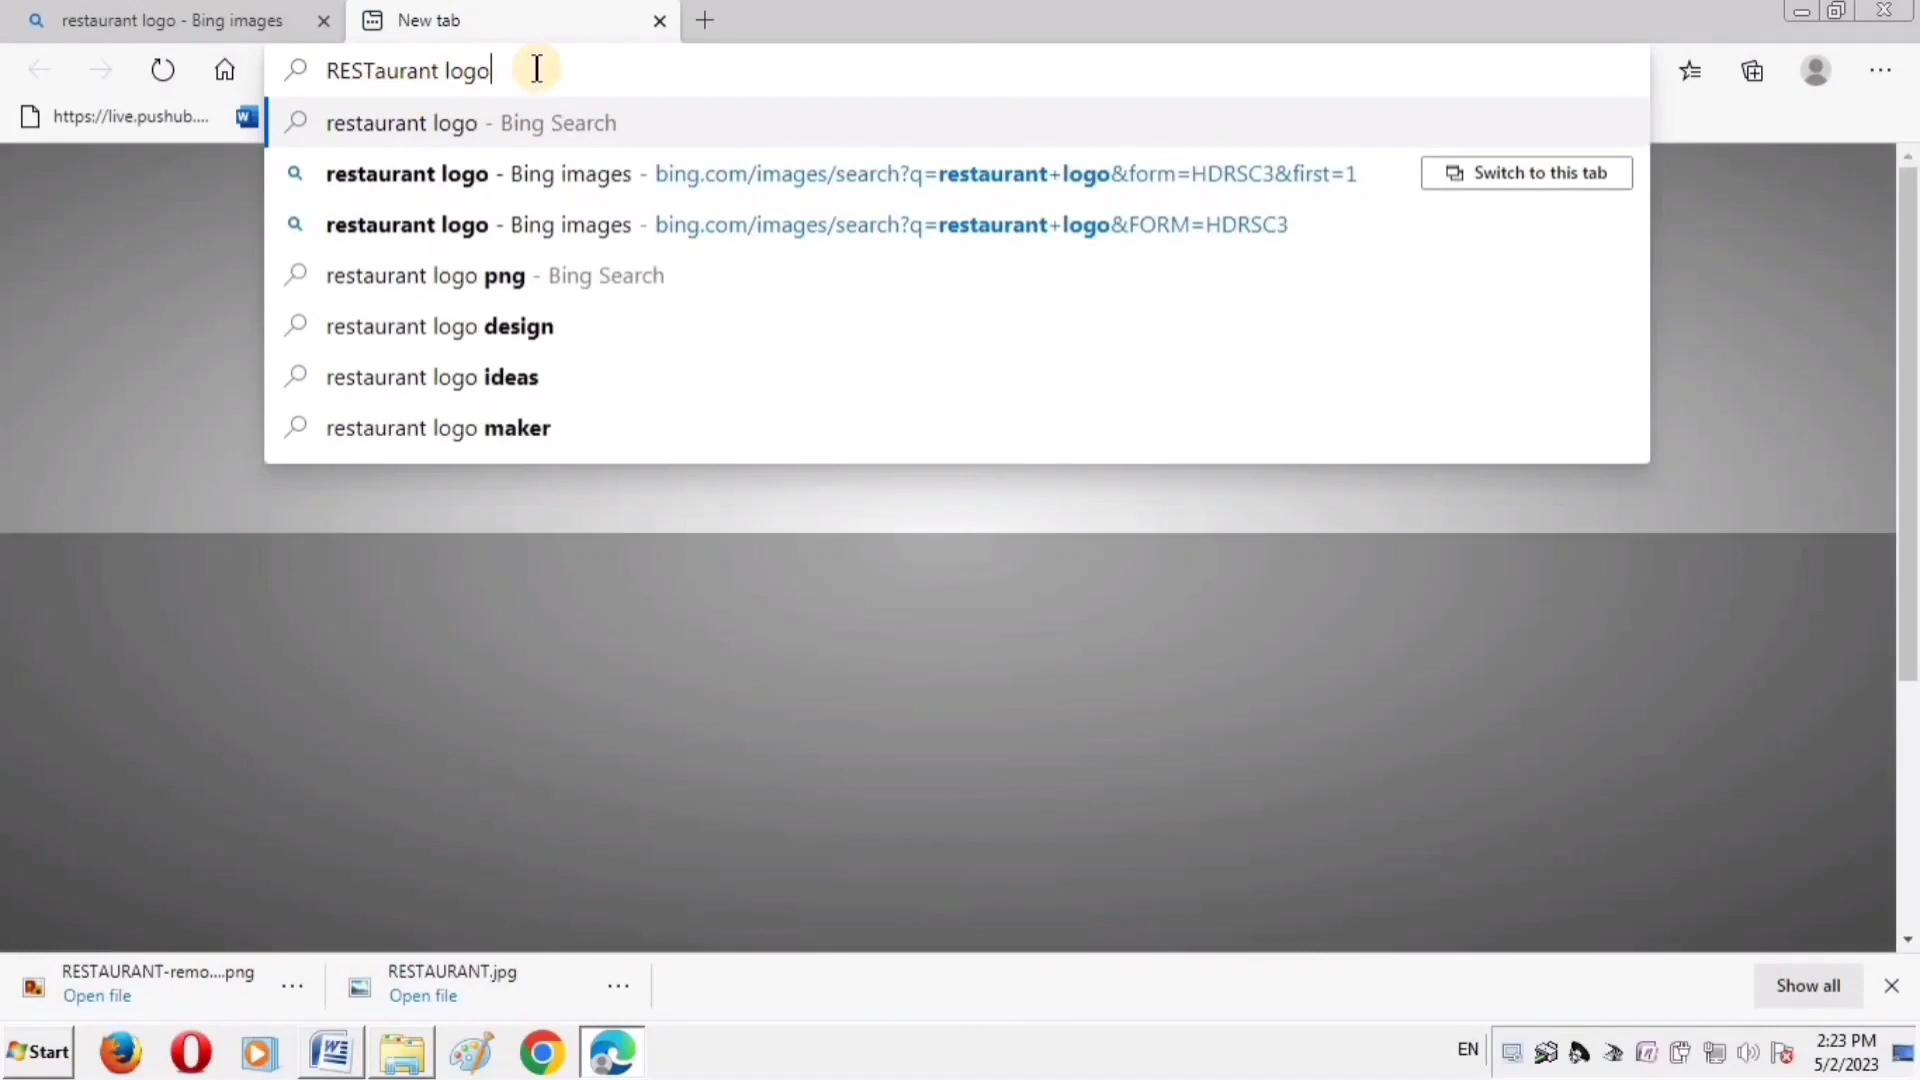 restaurant logo - Bing images
New tab
RESTaurant logo
https://live.pushub....
restaurant logo - Bing Search
restaurant logo - Bing images - bing.com/images/search?q=restaurant+logo&form=HDRSC3&first=1
Switch to this tab
restaurant logo - Bing images - bing.com/images/search?q=restaurant+logo&FORM=HDRSC3
restaurant logo png - Bing Search
restaurant logo design
restaurant logo ideas
restaurant logo maker
RESTAURANT-remo....png
Open file
RESTAURANT.jpg
Open file
Show all
Start
EN
2:23 PM
5/2/2023